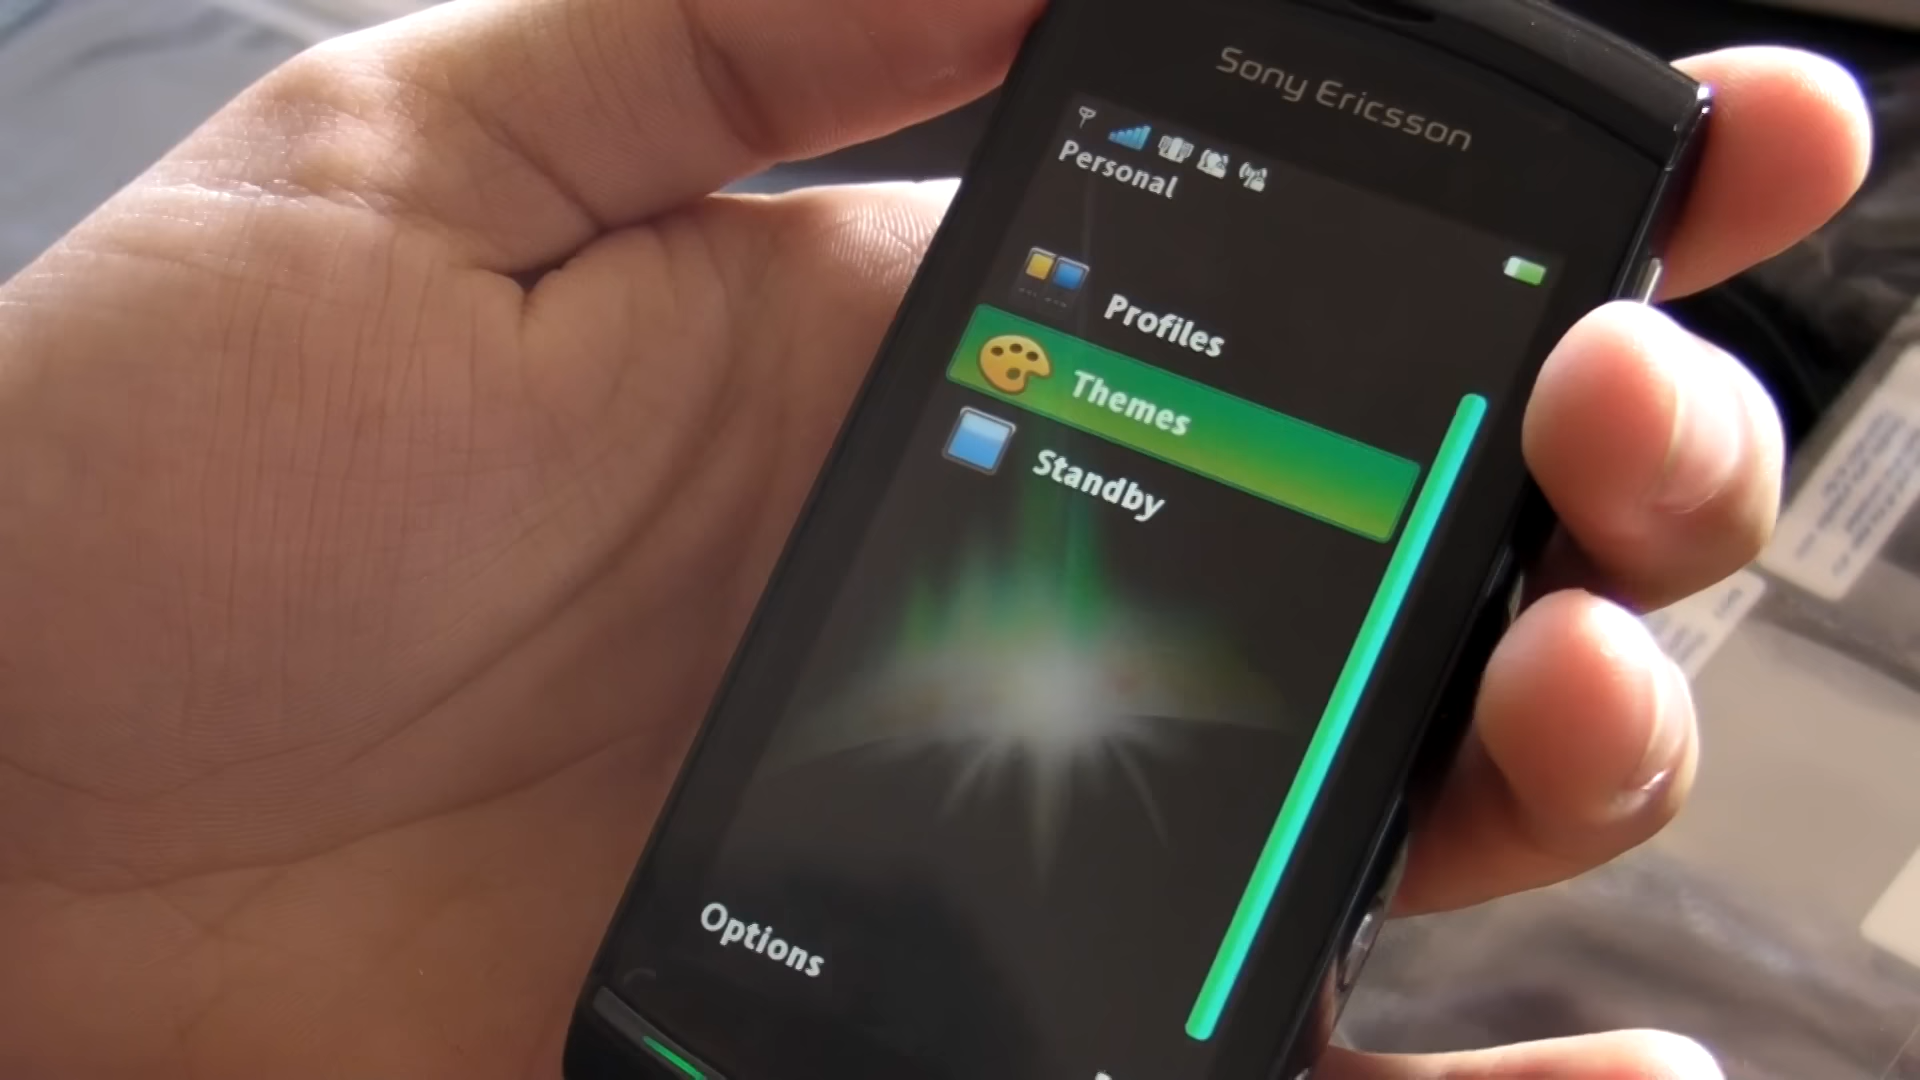 Sony Ericsson
Personal
Profiles
Themes
Standby
Options